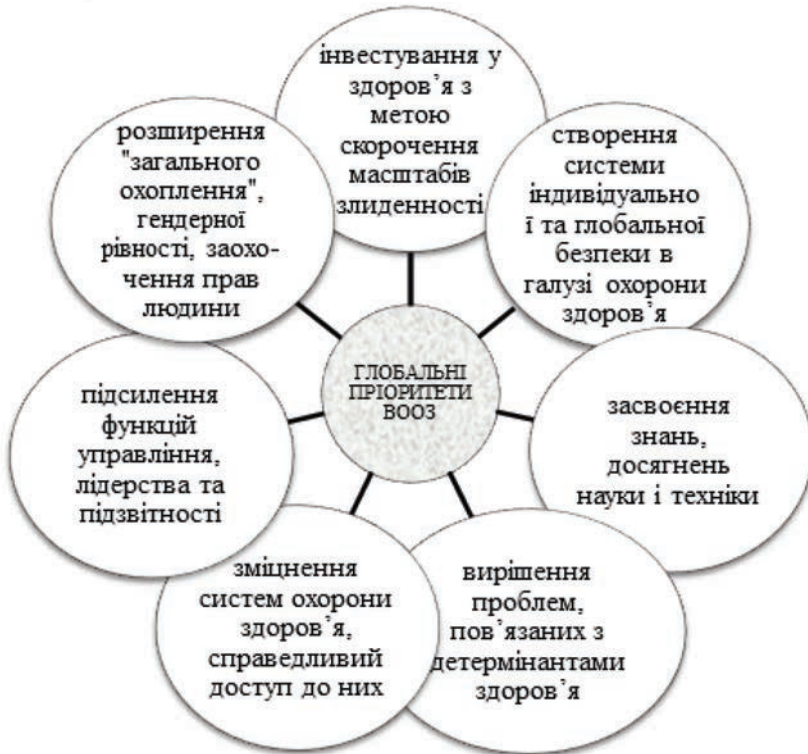 інвестування у
здоров’я з
метою
скорочення
масштабів
злиденності
створення
системи
індивідуально
ї та глобальної
безпеки в
галузі охорони
здоров’я
засвоєння
знань,
досягнень
науки і техніки
вирішення
проблем,
пов’язаних з
детермінантами
здоров’я
зміцнення
систем охорони
здоров’я,
справедливий
доступ до них
підсилення
функцій
управління,
лідерства та
підзвітності
розширення
"загального
охоплення",
гендерної
рівності, заохо-
чення прав
людини
ГЛОБАЛЬНІ
ПРІОРИТЕТИ
ВООЗ